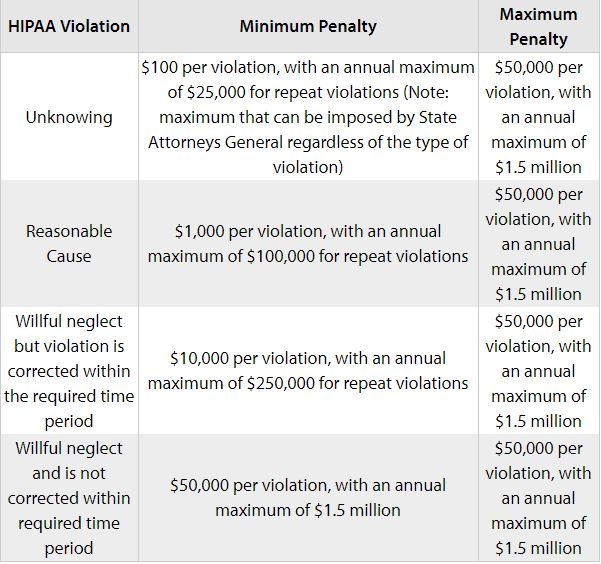 HIPAA Violation
Minimum Penalty
Maximum
Penalty
Unknowing
$100 per violation, with an annual maximum
of $25,000 for repeat violations (Note:
maximum that can be imposed by State
Attorneys General regardless of the type of
violation)
$50,000 per
violation, with
an annual
maximum of
$1.5 million
Reasonable
Cause
$1,000 per violation, with an annual
maximum of $100,000 for repeat violations
$50,000 per
violation, with
an annual
maximum of
$1.5 million
Willful neglect
but violation is
corrected within
the required time
period
$10,000 per violation, with an annual
maximum of $250,000 for repeat violations
$50,000 per
violation, with
an annual
maximum of
$1.5 million
Willful neglect
and is not
corrected within
required time
period
$50,000 per violation, with an annual
maximum of $1.5 million
$50,000 per
violation, with
an annual
maximum of
$1.5 million